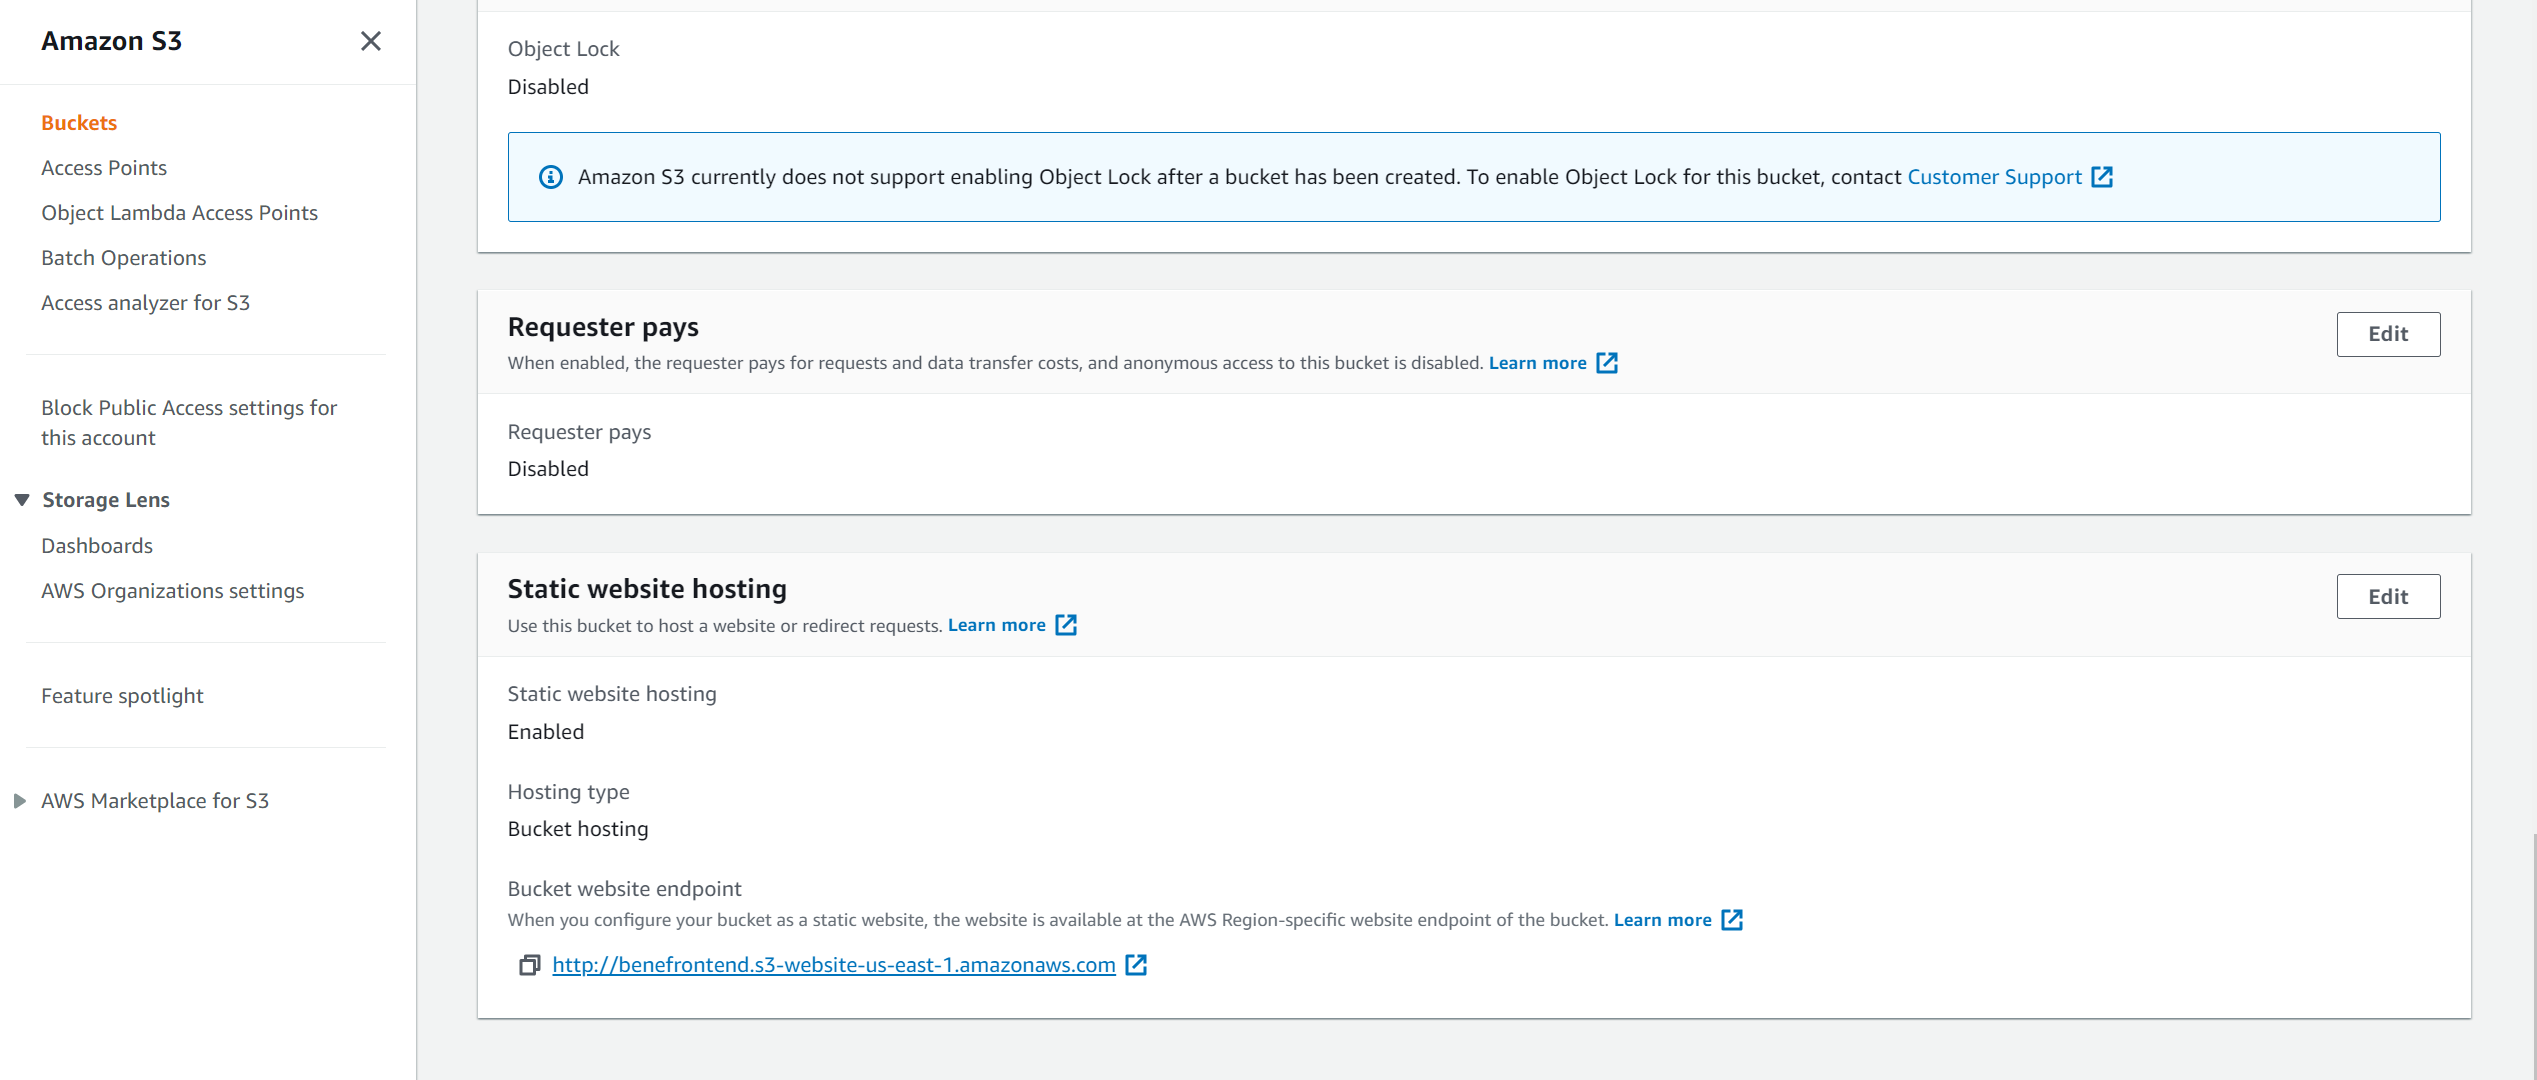 Amazon S3
Buckets
Access Points
Object Lambda Access Points
Batch Operations
Access analyzer for S3
Block Public Access settings for
this account
Storage Lens
Dashboards
AWS Organizations settings
Feature spotlight
AWS Marketplace for S3
Object Lock
Disabled
Amazon S3 currently does not support enabling Object Lock after a bucket has been created. To enable Object Lock for this bucket, contact Customer Support
Requester pays
Edit
When enabled, the requester pays for requests and data transfer costs, and anonymous access to this bucket is disabled. Learn more
Requester pays
Disabled
Static website hosting
Edit
Use this bucket to host a website or redirect requests. Learn more
Static website hosting
Enabled
Hosting type
Bucket hosting
Bucket website endpoint
When you configure your bucket as a static website, the website is available at the AWS Region-specific website endpoint of the bucket. Learn more
http://benefrontend.s3-website-us-east-1.amazonaws.com